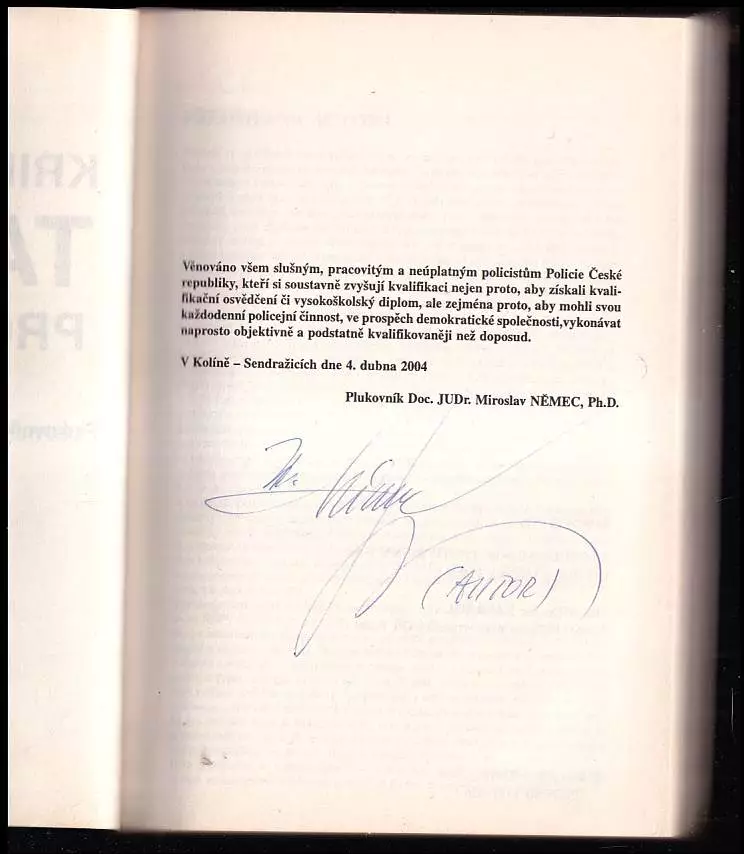 Věnováno všem slušným, pracovitým a neúplatným policistům Policie České
republiky, kteří si soustavně zvyšují kvalifikaci nejen proto, aby získali kvali-
fikační osvědčení či vysokoškolský diplom, ale zejména proto, aby mohli svou
každodenní policejní činnost, ve prospěch demokratické společnosti,vykonávat
naprosto objektivně a podstatně kvalifikovaněji než doposud.
V Kolíně – Sendražicích dne 4. dubna 2004
Plukovník Doc. JUDr. Miroslav NĚMEC, Ph.D.
(AUTOR)